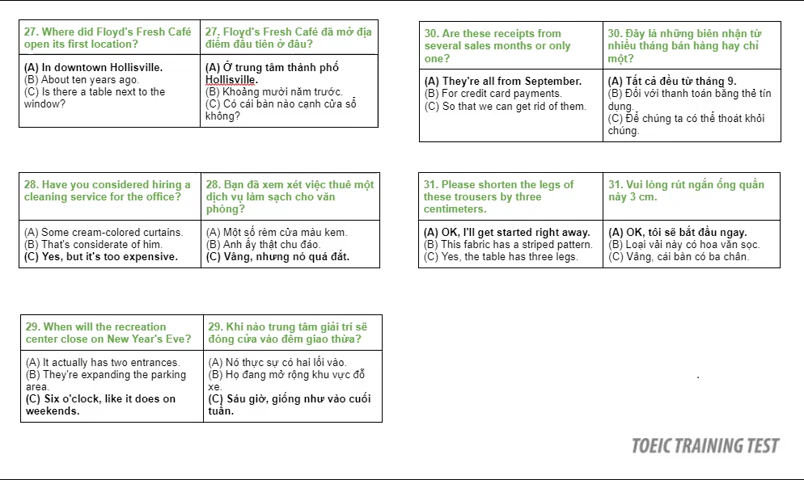 27. Where did Floyd's Fresh Café
open its first location?
27. Floyd's Fresh Café đã mở địa
điểm đầu tiên ở đâu?
(A) In downtown Hollisville.
(B) About ten years ago.
(C) Is there a table next to the
window?
(A) Ở trung tâm thành phố
Hollisville.
(B) Khoảng mười năm trước.
(C) Có cái bàn nào cạnh cửa sổ
không?
28. Have you considered hiring a
cleaning service for the office?
28. Bạn đã xem xét việc thuê một
dịch vụ làm sạch cho văn
phòng?
(A) Some cream-colored curtains.
(B) That's considerate of him.
(C) Yes, but it's too expensive.
(A) Một số rèm cửa màu kem.
(B) Anh ấy thật chu đáo.
(C) Vâng, nhưng nó quá đắt.
29. When will the recreation
center close on New Year's Eve?
29. Khi nào trung tâm giải trí sẽ
đóng cửa vào đêm giao thừa?
(A) It actually has two entrances.
(B) They're expanding the parking
area.
(C) Six o'clock, like it does on
weekends.
(A) Nó thực sự có hai lối vào.
(B) Họ đang mở rộng khu vực đỗ
xe.
(C) Sáu giờ, giống như vào cuối
tuần.
30. Are these receipts from
several sales months or only
one?
30. Đây là những biên nhận từ
nhiều tháng bán hàng hay chỉ
một?
(A) They're all from September.
(B) For credit card payments.
(C) So that we can get rid of them.
(A) Tất cả đều từ tháng 9.
(B) Đối với thanh toán bằng thẻ tín
dụng.
(C) Để chúng ta có thể thoát khỏi
chúng.
31. Please shorten the legs of
these trousers by three
centimeters.
31. Vui lòng rút ngắn ống quần
này 3 cm.
(A) OK, I'll get started right away.
(B) This fabric has a striped pattern.
(C) Yes, the table has three legs.
(A) OK, tôi sẽ bắt đầu ngay.
(B) Loại vải này có hoa văn sọc.
(C) Vâng, cái bàn có ba chân.
TOEIC TRAINING TEST